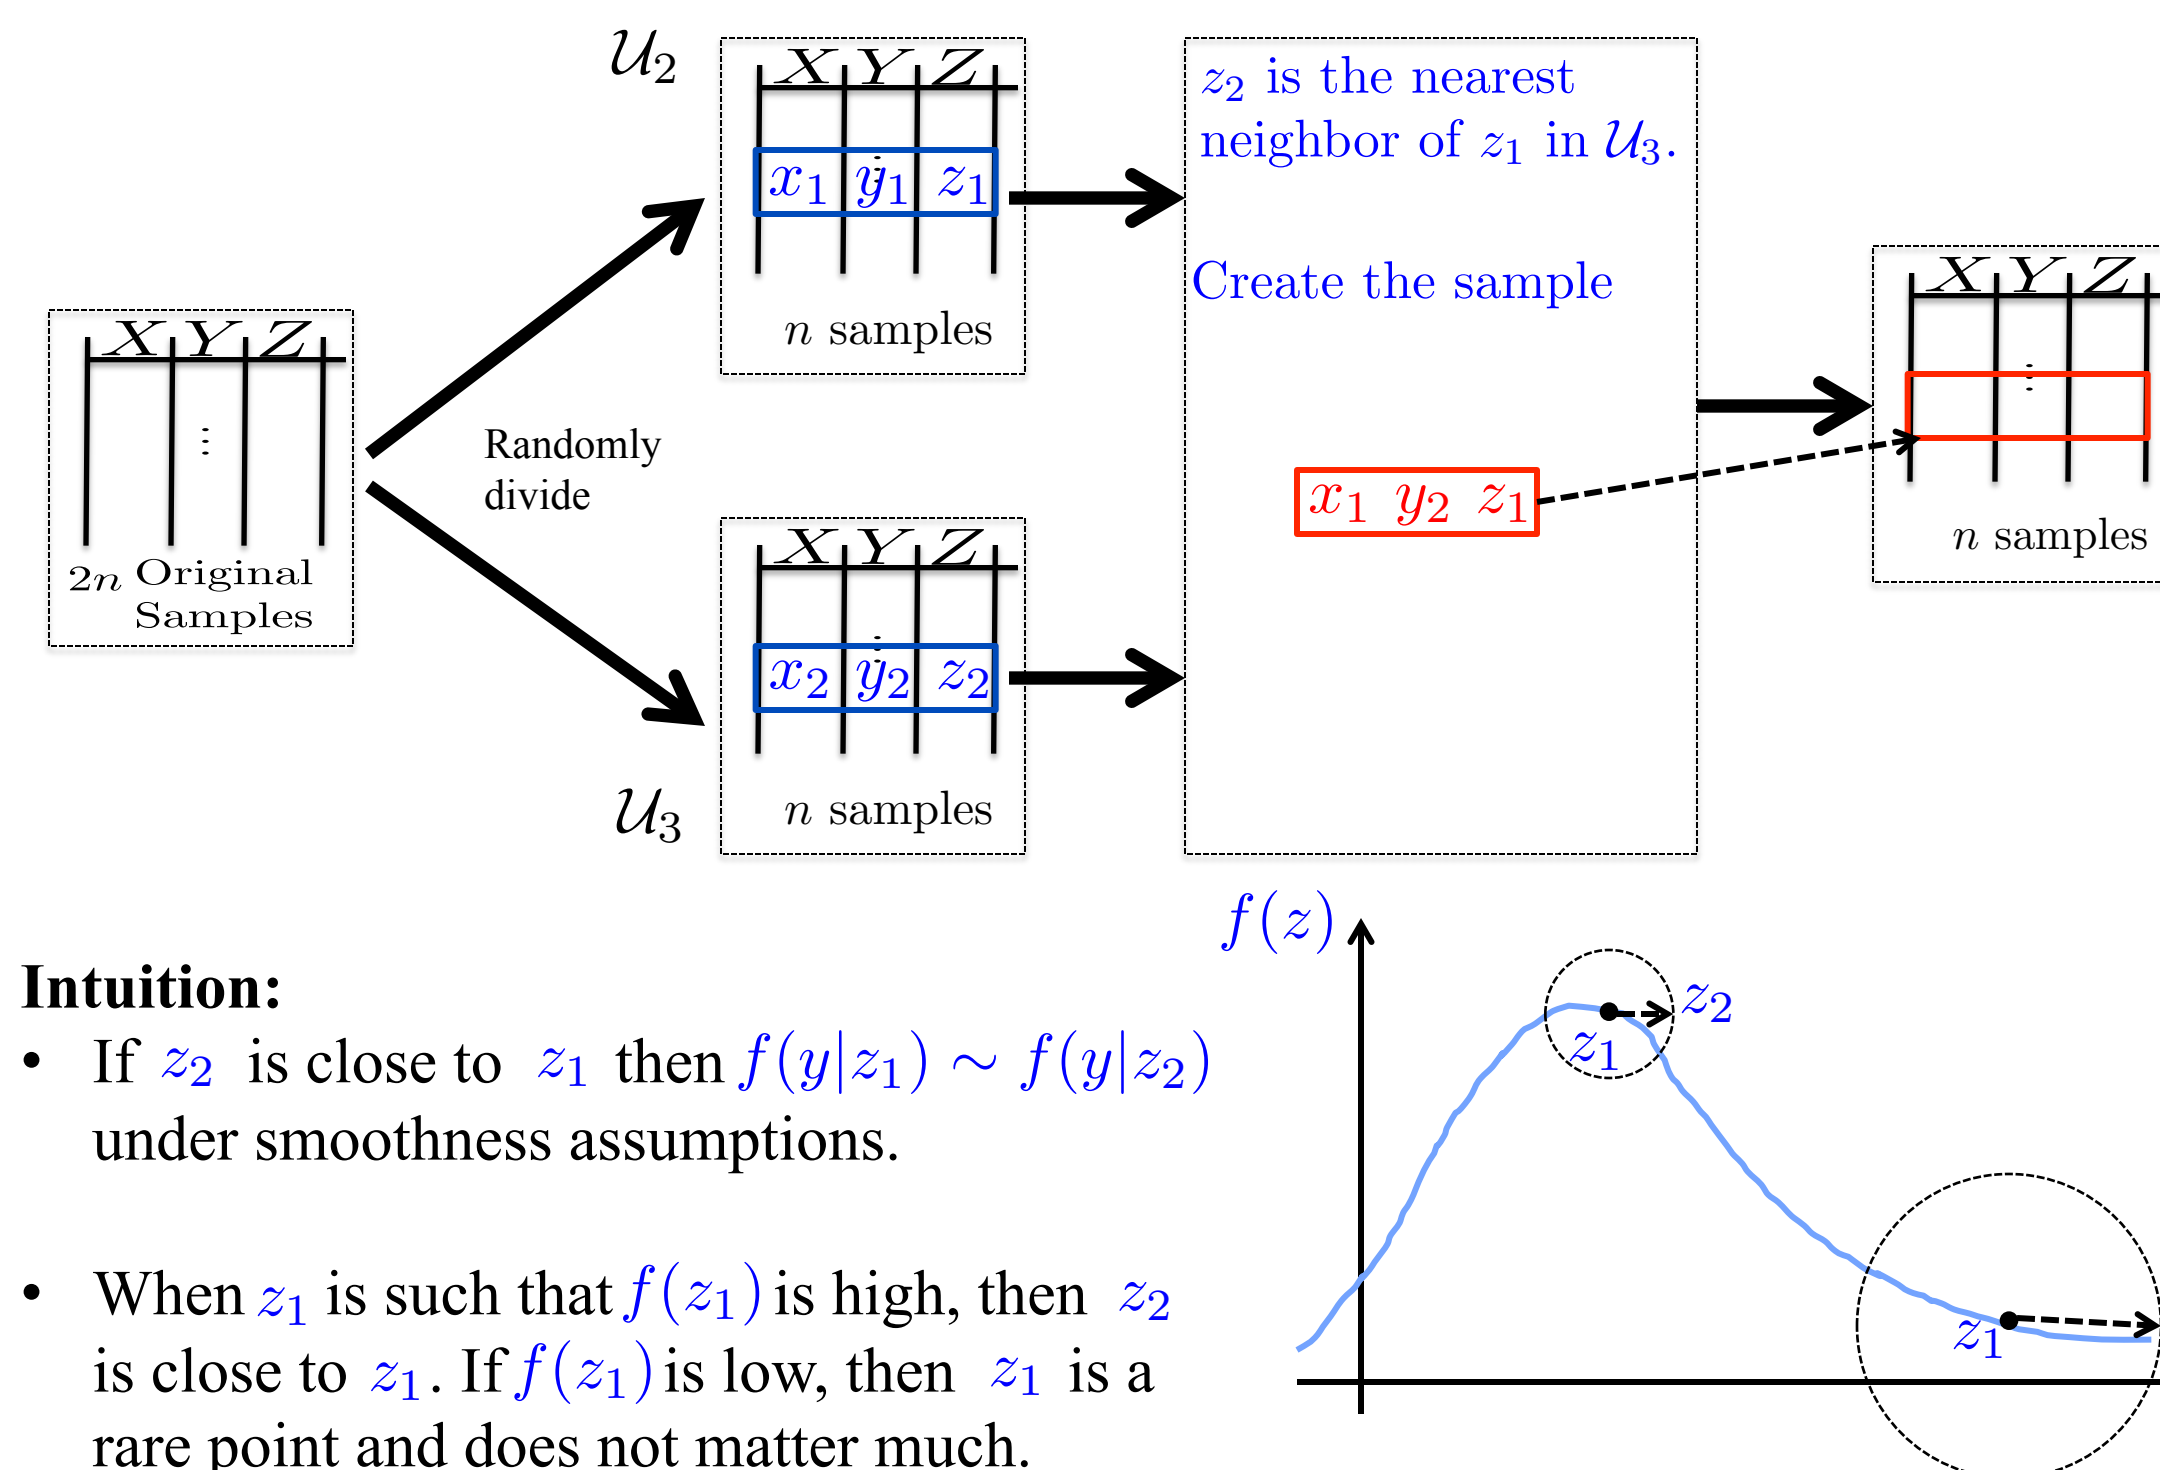 𝒰₂
X Y Z
x₁ y₁ z₁
n samples
z₂ is the nearest
neighbor of z₁ in 𝒰₃.
Create the sample
x₁ y₂ z₁
X Y Z
⋮
n samples
X Y Z
⋮
2n Original
Samples
Randomly
divide
X Y Z
x₂ y₂ z₂
n samples
𝒰₃
Intuition:
• If z₂ is close to z₁ then f(y|z₁) ∼ f(y|z₂)
under smoothness assumptions.
• When z₁ is such that f(z₁) is high, then z₂
is close to z₁. If f(z₁) is low, then z₁ is a
rare point and does not matter much.
f(z)
z₂
z₁
z₁